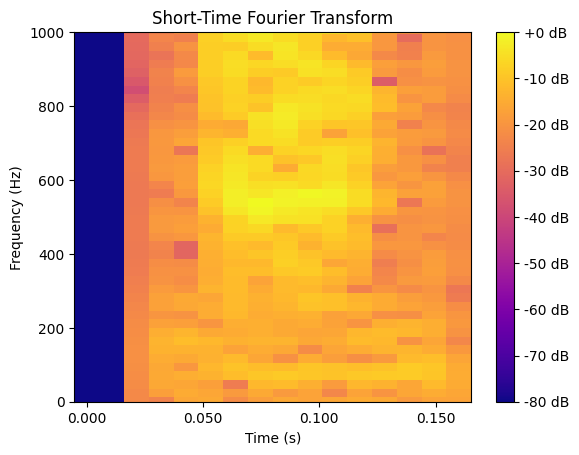 Short-Time Fourier Transform
1000
800
600
400
200
0
Frequency (Hz)
0.000
0.050
0.100
0.150
Time (s)
+0 dB
-10 dB
-20 dB
-30 dB
-40 dB
-50 dB
-60 dB
-70 dB
-80 dB